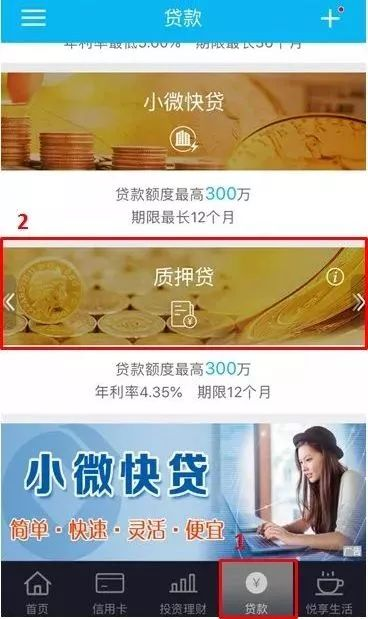 贷款
年利率最低5.60% 期限最长36个月
小微快贷
贷款额度最高300万
期限最长12个月
2
质押贷
贷款额度最高300万
年利率4.35% 期限12个月
小微快贷
简单·快速·灵活·便宜
广告
1
首页
信用卡
投资理财
贷款
悦享生活